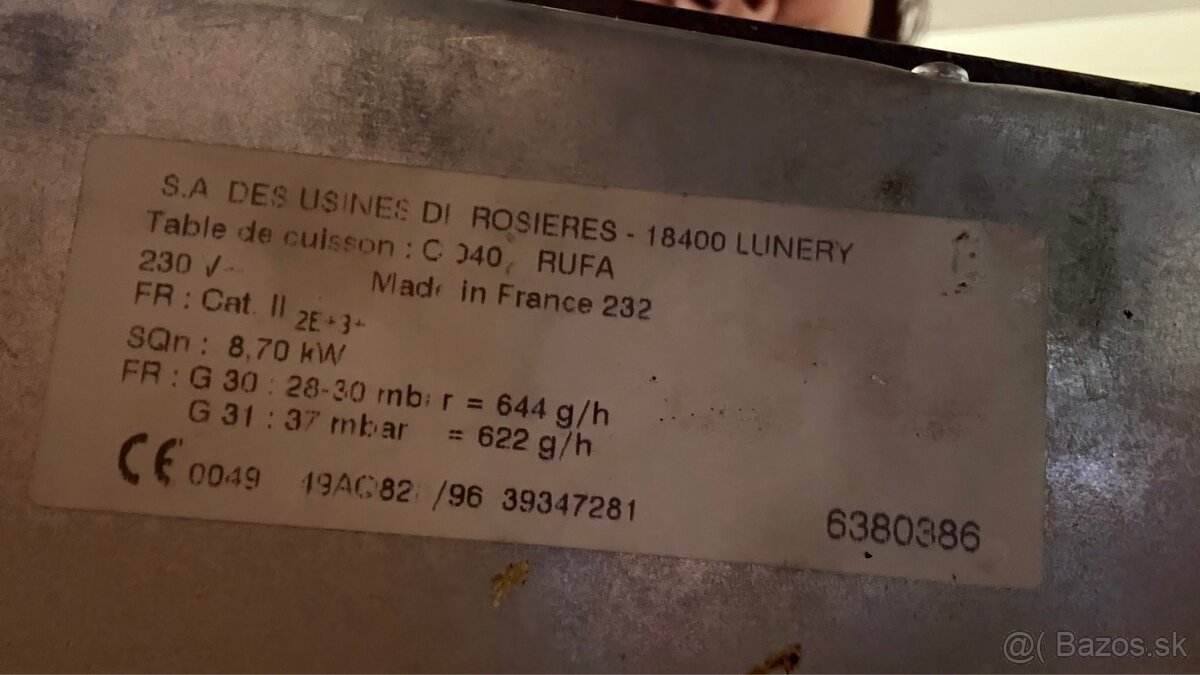 S.A DES USINES DE ROSIERES - 18400 LUNERY
Table de cuisson : RUFA
230 V~
Made in France 232
FR : Cat. II 2E+3+
SQn : 8,70 kW
FR : G 30 : 28-30 mbar = 644 g/h
G 31 : 37 mbar = 622 g/h
CE 0049 /96 39347281
6380386
@( Bazos.sk